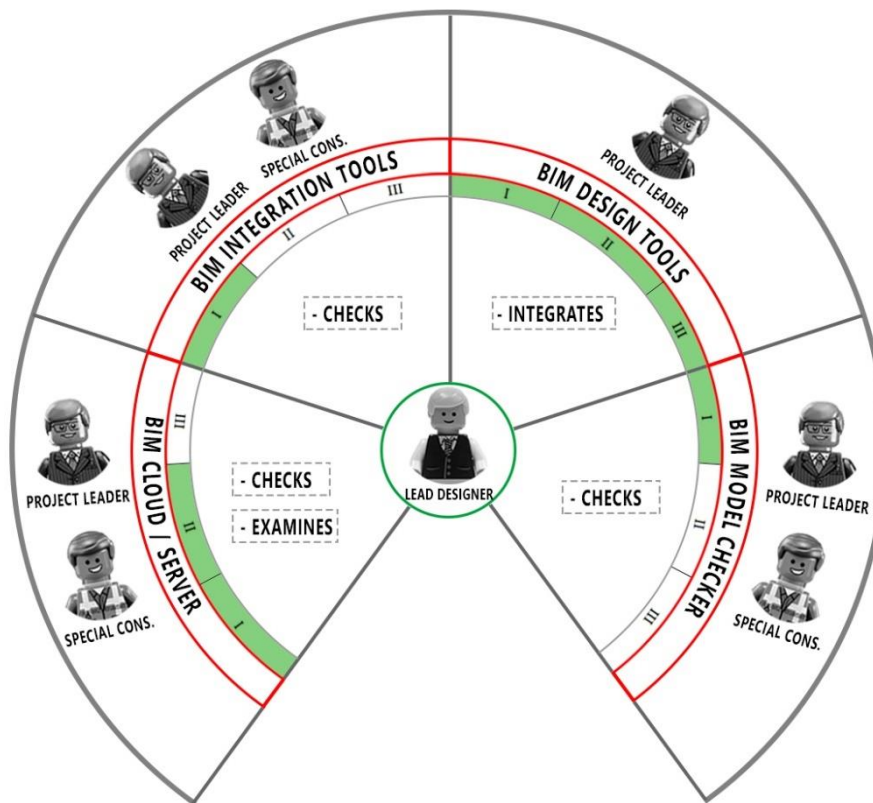 SPECIAL CONS.
PROJECT LEADER
BIM INTEGRATION TOOLS
I
II
III
- CHECKS
PROJECT LEADER
BIM DESIGN TOOLS
I
II
III
- INTEGRATES
PROJECT LEADER
SPECIAL CONS.
BIM CLOUD / SERVER
I
II
III
- CHECKS
- EXAMINES
LEAD DESIGNER
- CHECKS
I
II
III
BIM MODEL CHECKER
PROJECT LEADER
SPECIAL CONS.